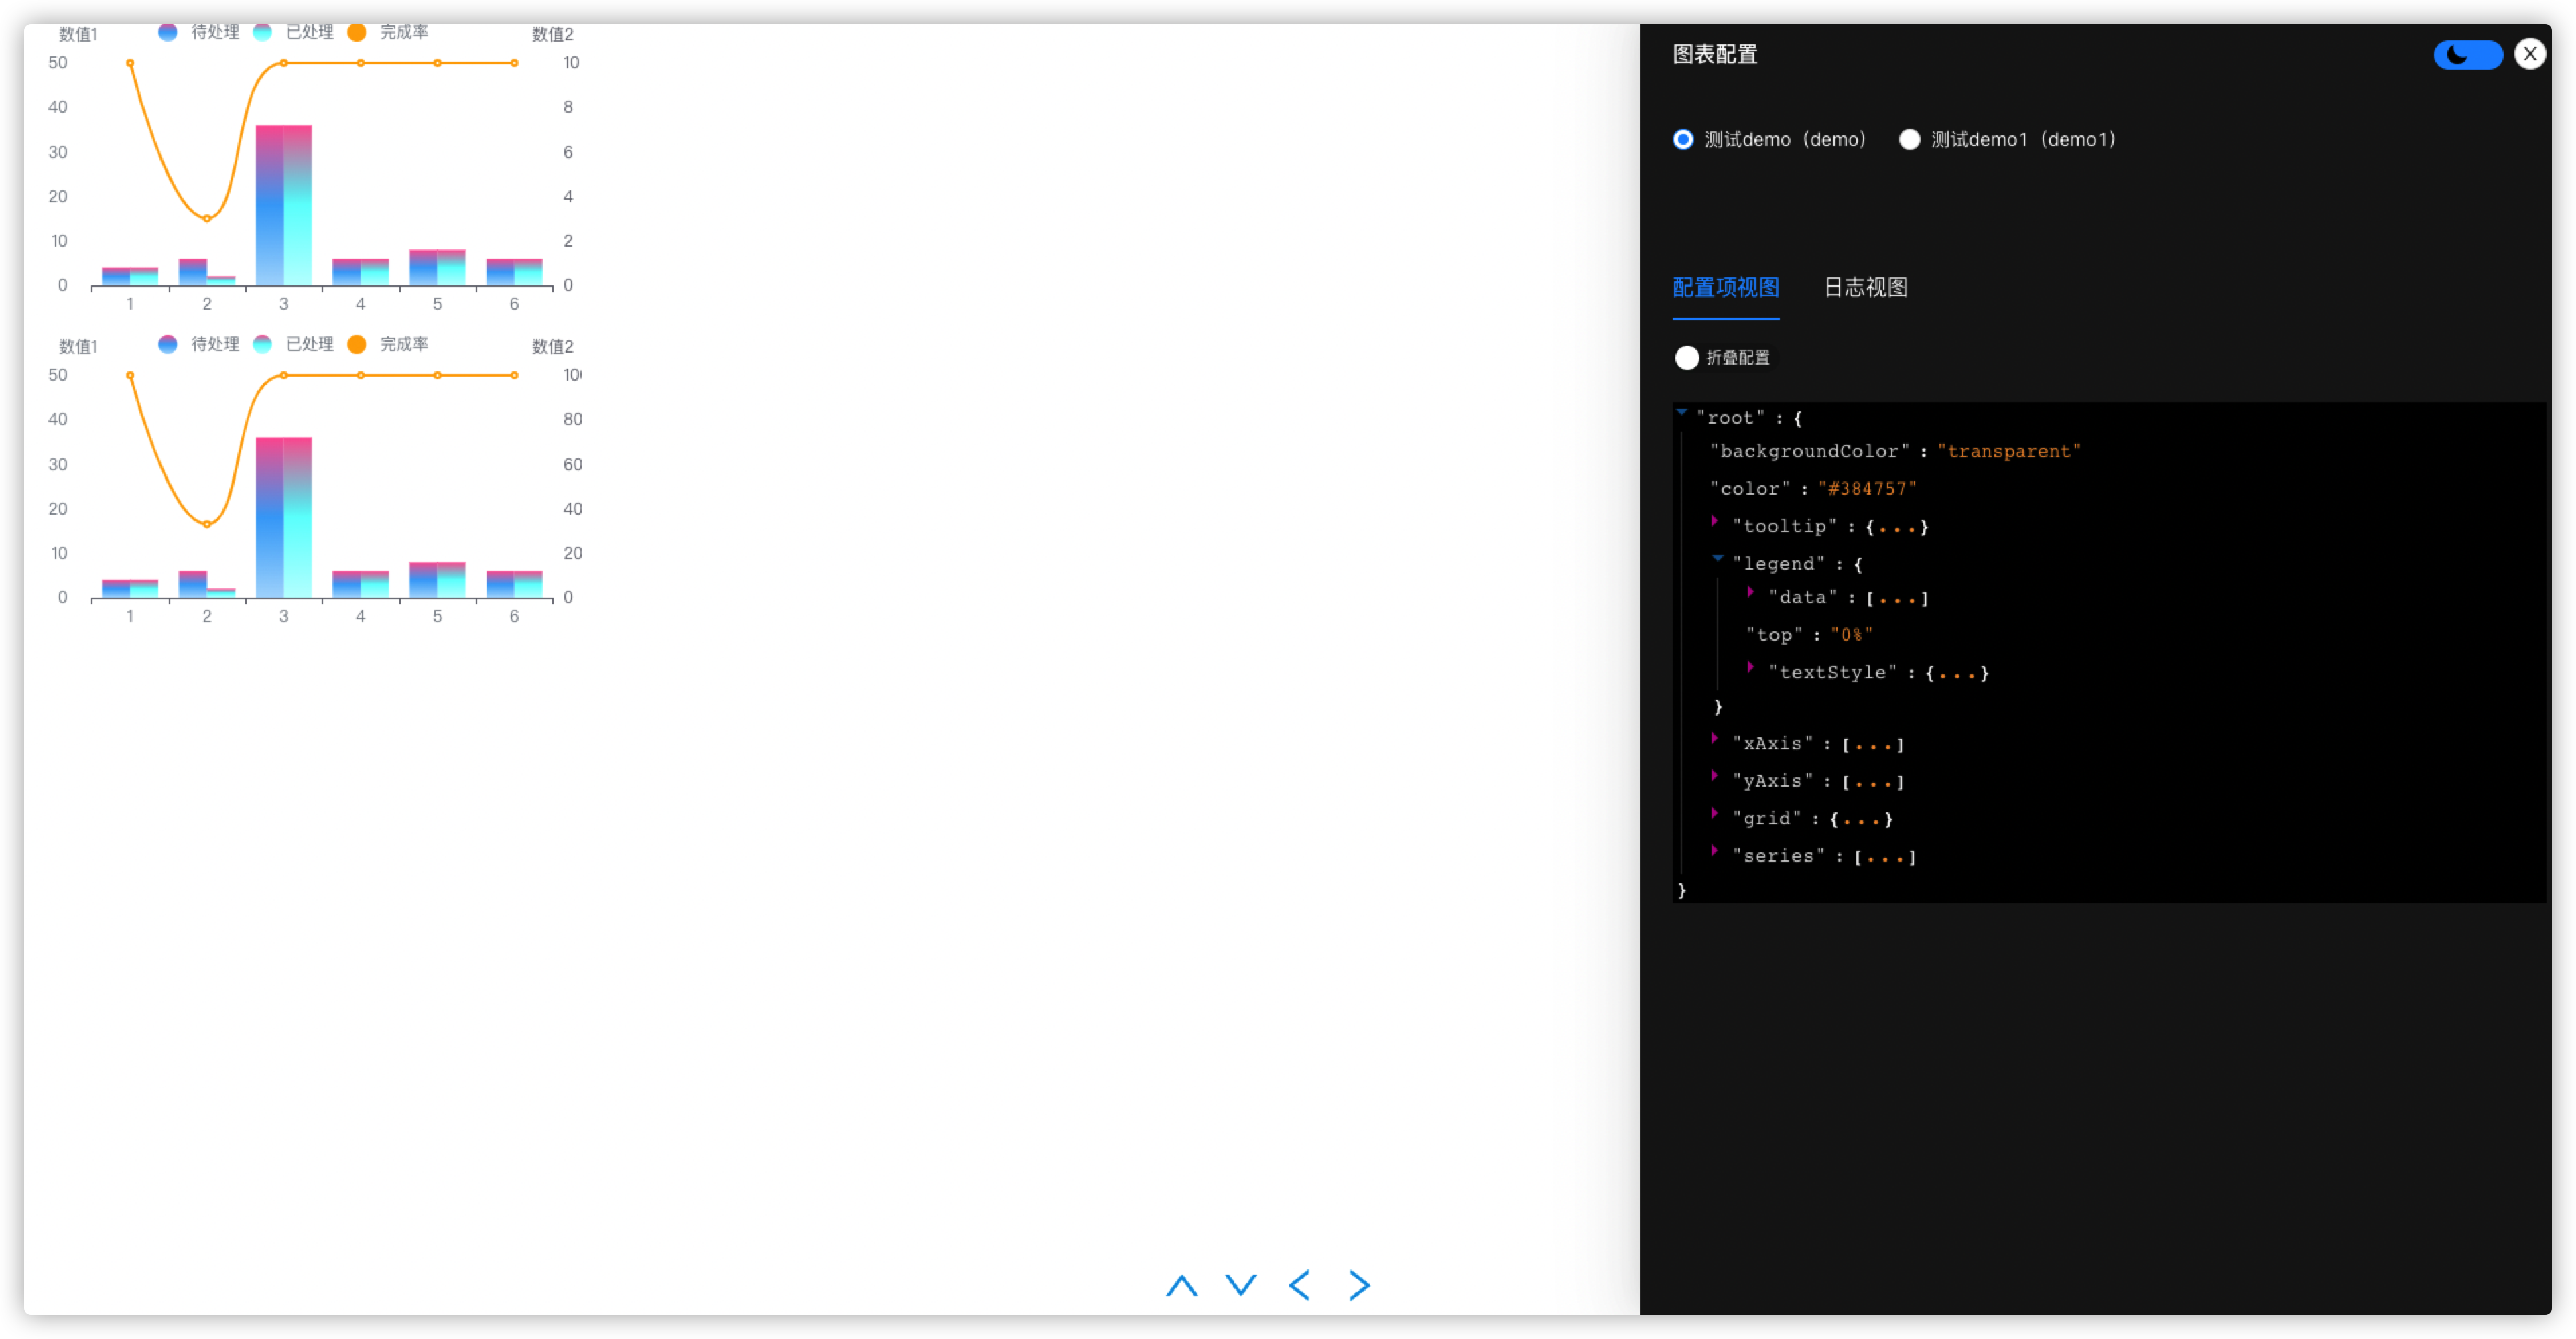 数值1 待处理 已处理 完成率 数值2
50 10
40 8
30 6
20 4
10 2
0 0
1 2 3 4 5 6
数值1 待处理 已处理 完成率 数值2
50 10
40 80
30 60
20 40
10 20
0 0
1 2 3 4 5 6
图表配置
X
测试demo（demo） 测试demo1（demo1）
配置项视图 日志视图
折叠配置
"root" : {
"backgroundColor" : "transparent"
"color" : "#384757"
"tooltip" : {...}
"legend" : {
"data" : [...]
"top" : "0%"
"textStyle" : {...}
}
"xAxis" : [...]
"yAxis" : [...]
"grid" : {...}
"series" : [...]
}